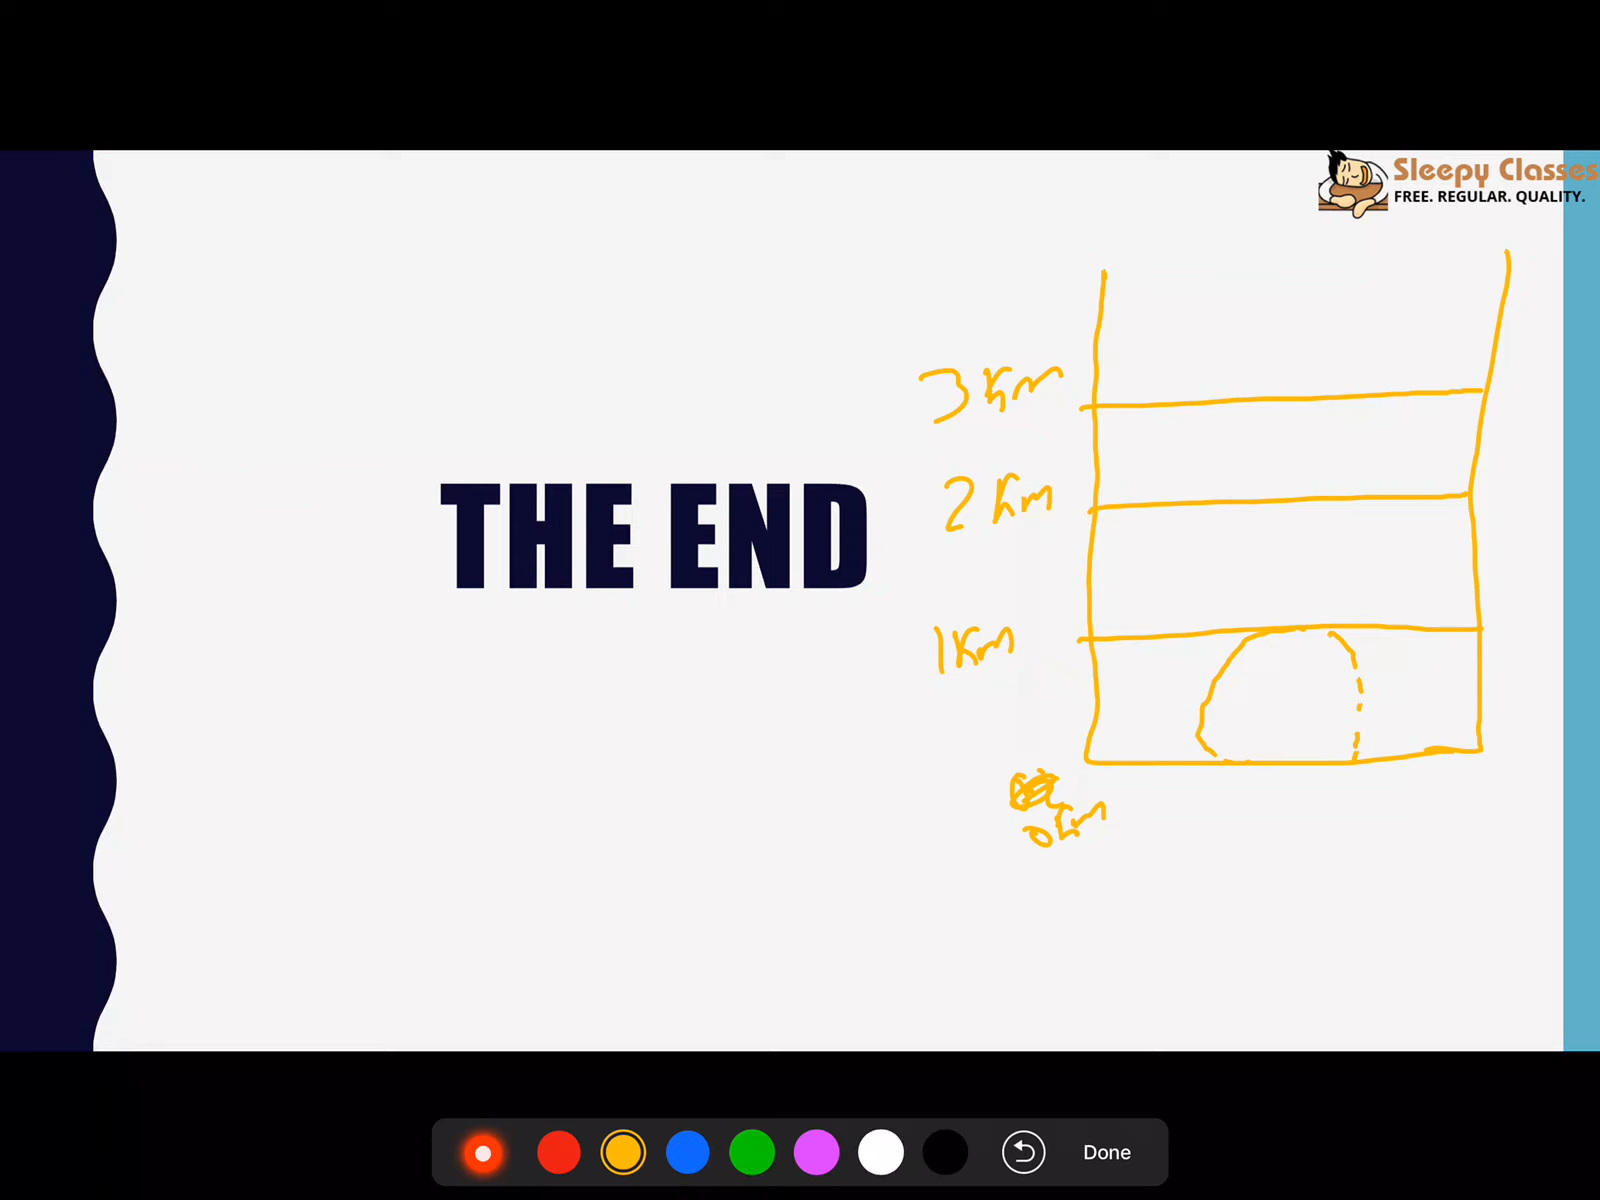 Sleepy Classes
FREE. REGULAR. QUALITY.
3 Km
2 Km
THE END
1 Km
0 Km
Done